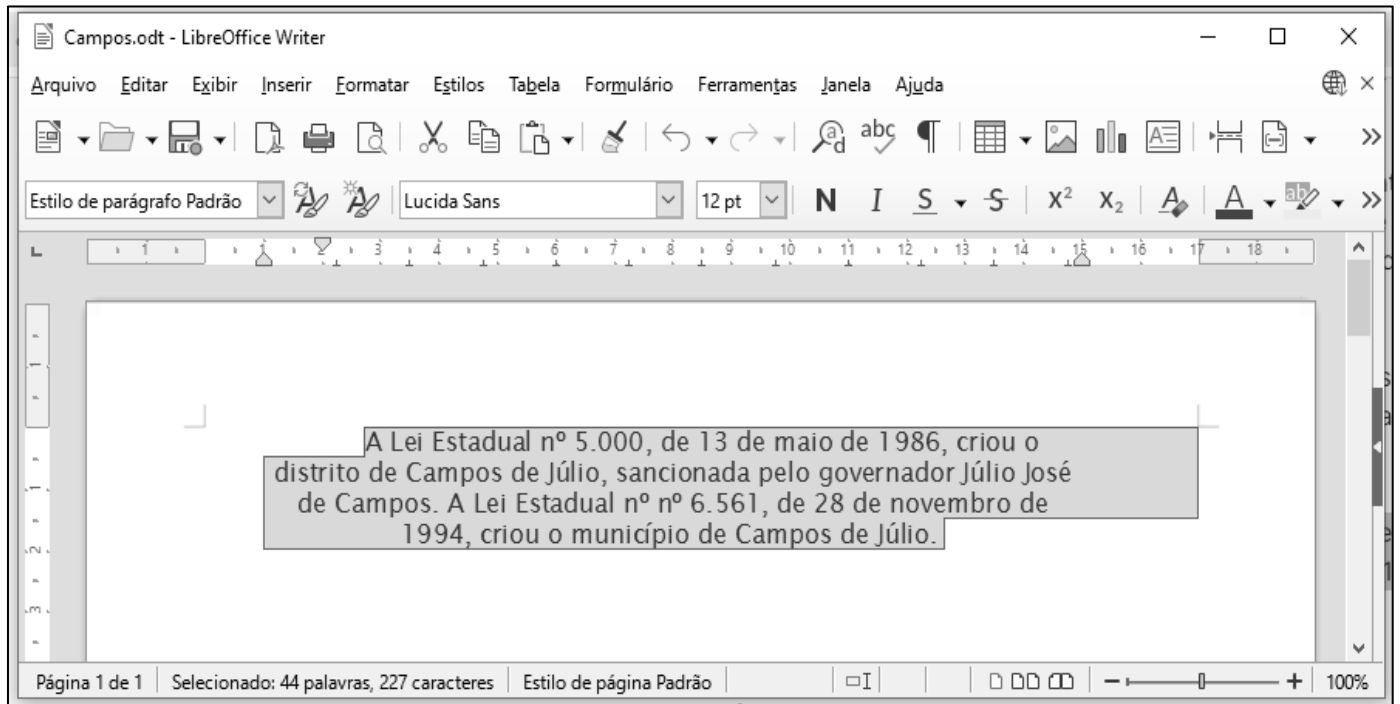 Campos.odt - LibreOffice Writer
Arquivo Editar Exibir Inserir Formatar Estilos Tabela Formulário Ferramentas Janela Ajuda
Estilo de parágrafo Padrão Lucida Sans 12 pt N I S S X² X₂ A A
1 1 3 4 5 6 7 8 9 10 11 12 13 14 15 16 17 18
A Lei Estadual nº 5.000, de 13 de maio de 1986, criou o
distrito de Campos de Júlio, sancionada pelo governador Júlio José
de Campos. A Lei Estadual nº nº 6.561, de 28 de novembro de
1994, criou o município de Campos de Júlio.
1
1
2
3
Página 1 de 1 Selecionado: 44 palavras, 227 caracteres Estilo de página Padrão 100%